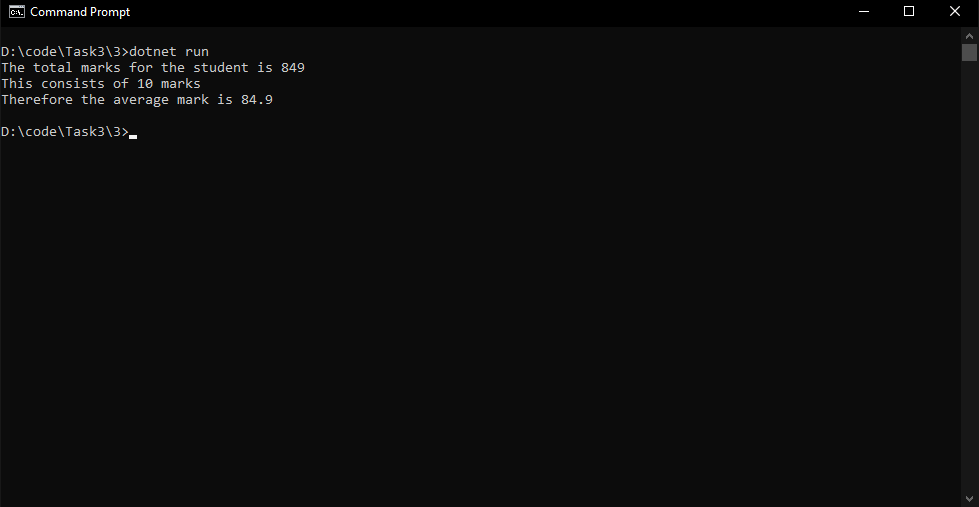 Command Prompt
D:\code\Task3\3>dotnet run
The total marks for the student is 849
This consists of 10 marks
Therefore the average mark is 84.9
D:\code\Task3\3>